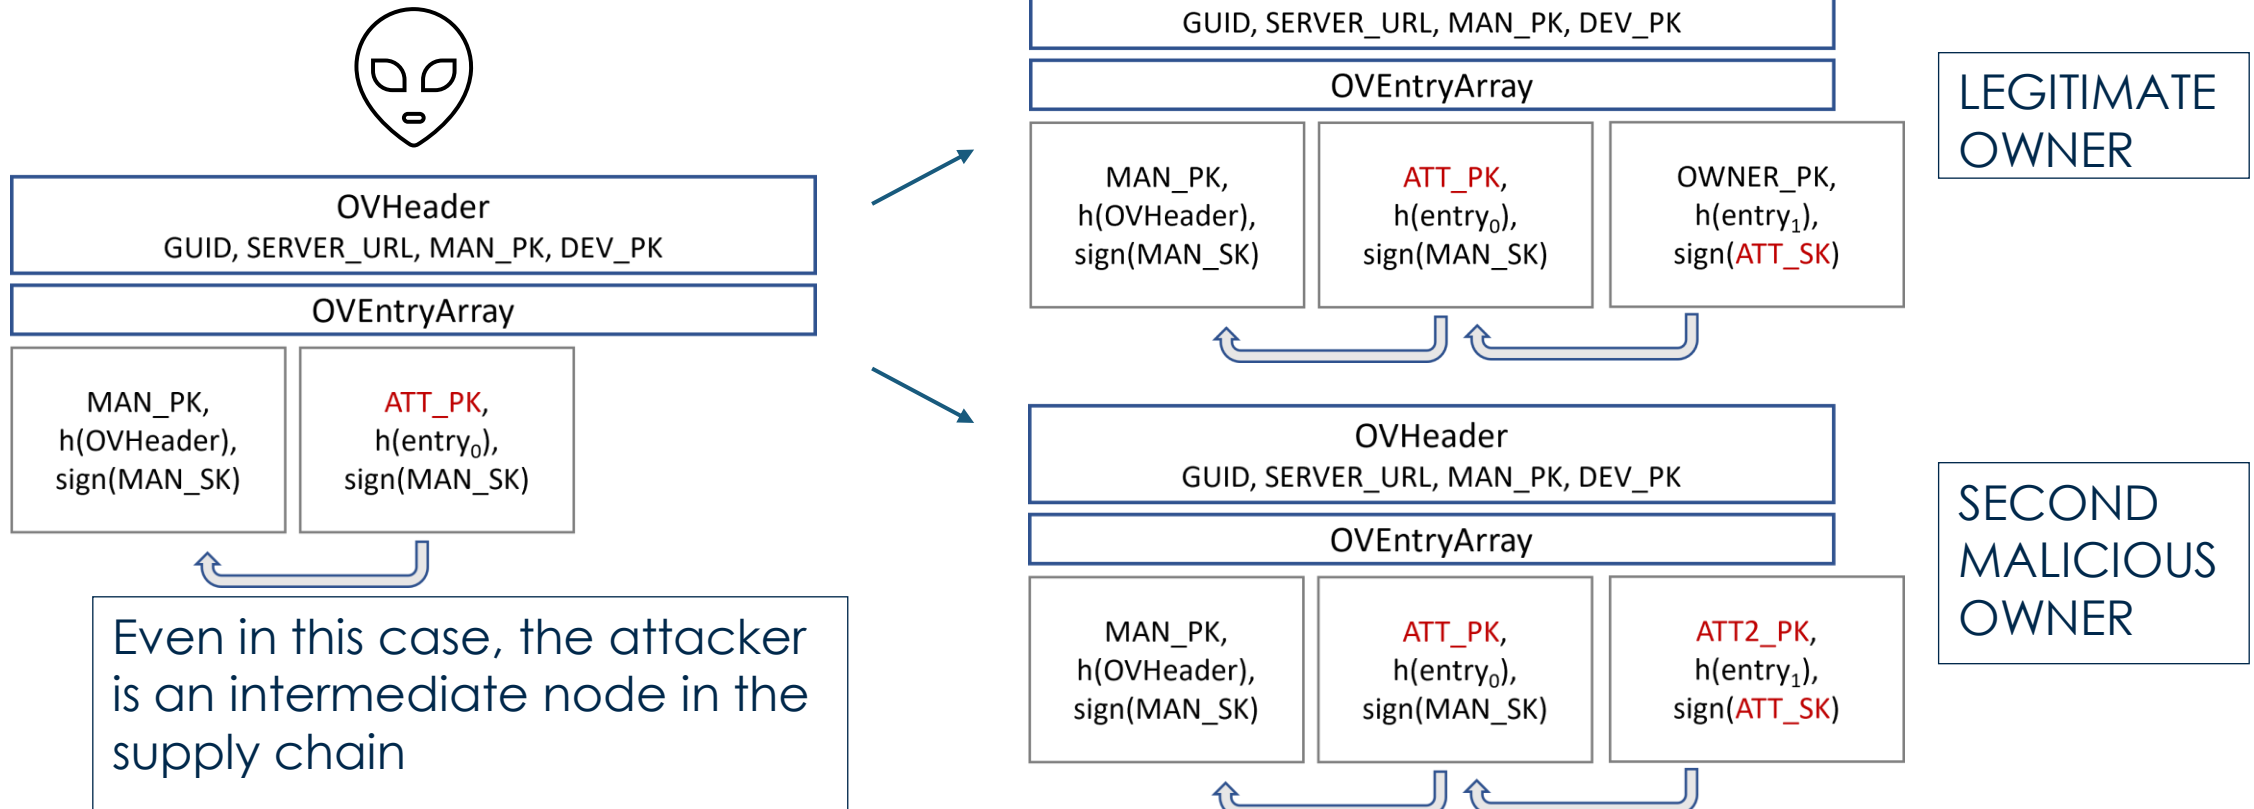 OVHeader
GUID, SERVER_URL, MAN_PK, DEV_PK
OVEntryArray
MAN_PK,
h(OVHeader),
sign(MAN_SK)
ATT_PK,
h(entry₀),
sign(MAN_SK)
Even in this case, the attacker
is an intermediate node in the
supply chain
GUID, SERVER_URL, MAN_PK, DEV_PK
OVEntryArray
MAN_PK,
h(OVHeader),
sign(MAN_SK)
ATT_PK,
h(entry₀),
sign(MAN_SK)
OWNER_PK,
h(entry₁),
sign(ATT_SK)
LEGITIMATE
OWNER
OVHeader
GUID, SERVER_URL, MAN_PK, DEV_PK
OVEntryArray
MAN_PK,
h(OVHeader),
sign(MAN_SK)
ATT_PK,
h(entry₀),
sign(MAN_SK)
ATT2_PK,
h(entry₁),
sign(ATT_SK)
SECOND
MALICIOUS
OWNER